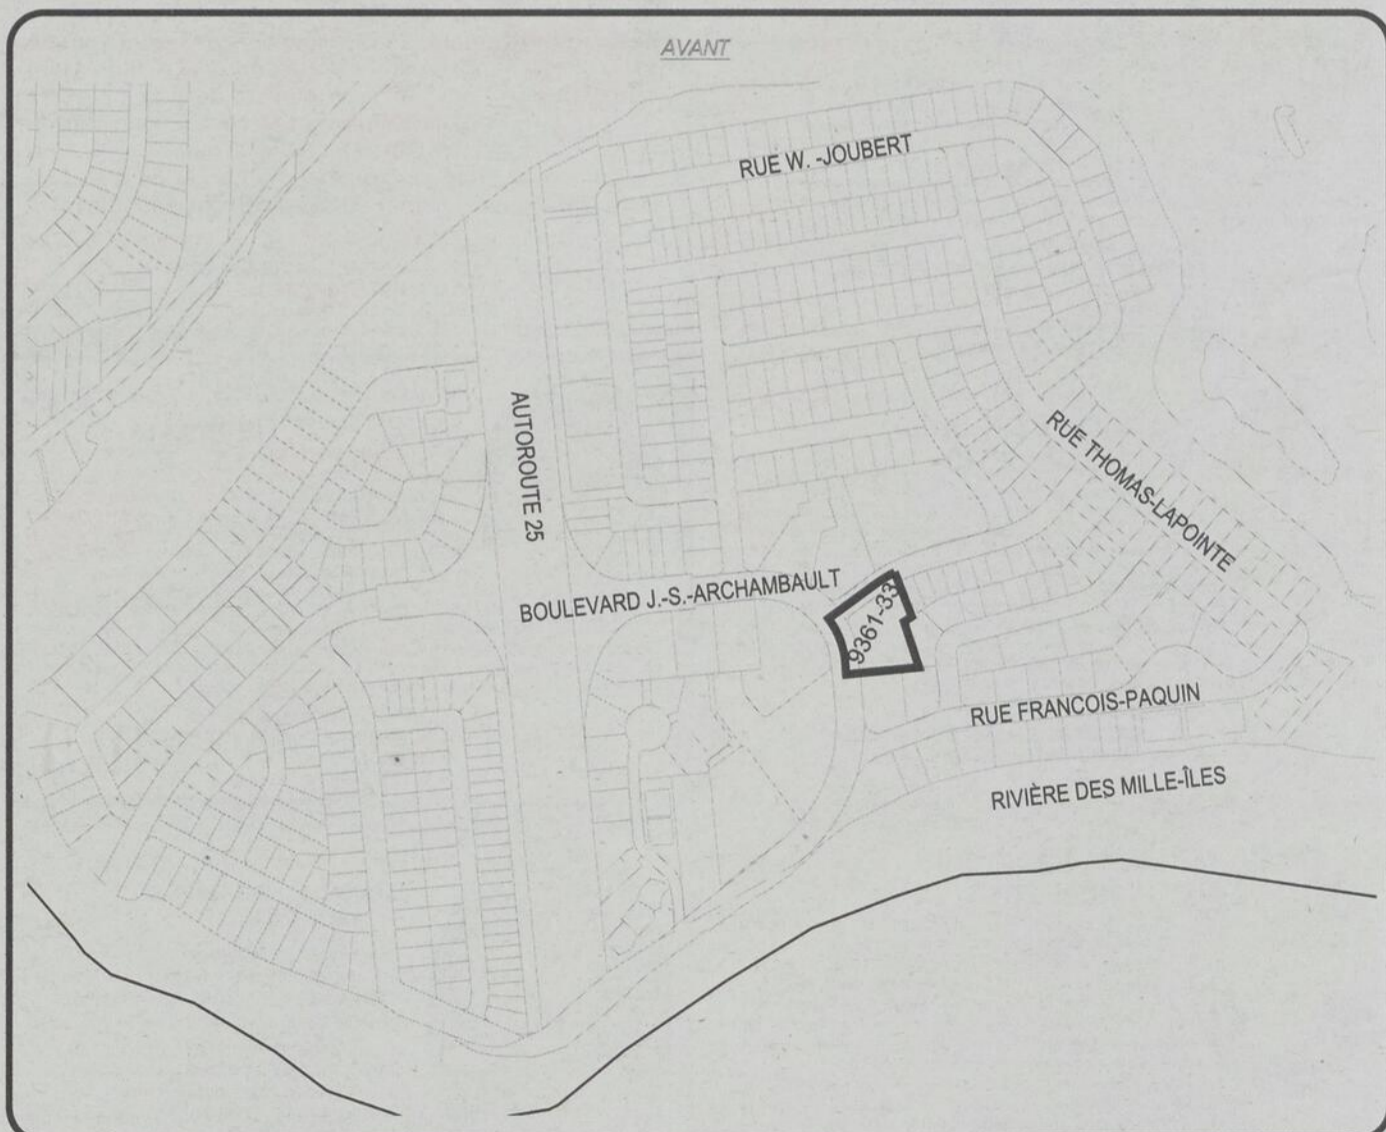 AVANT
RUE W. -JOUBERT
AUTOROUTE 25
RUE THOMAS-LAPOINTE
BOULEVARD J.-S.-ARCHAMBAULT
9361-33
RUE FRANCOIS-PAQUIN
RIVIÈRE DES MILLE-ÎLES